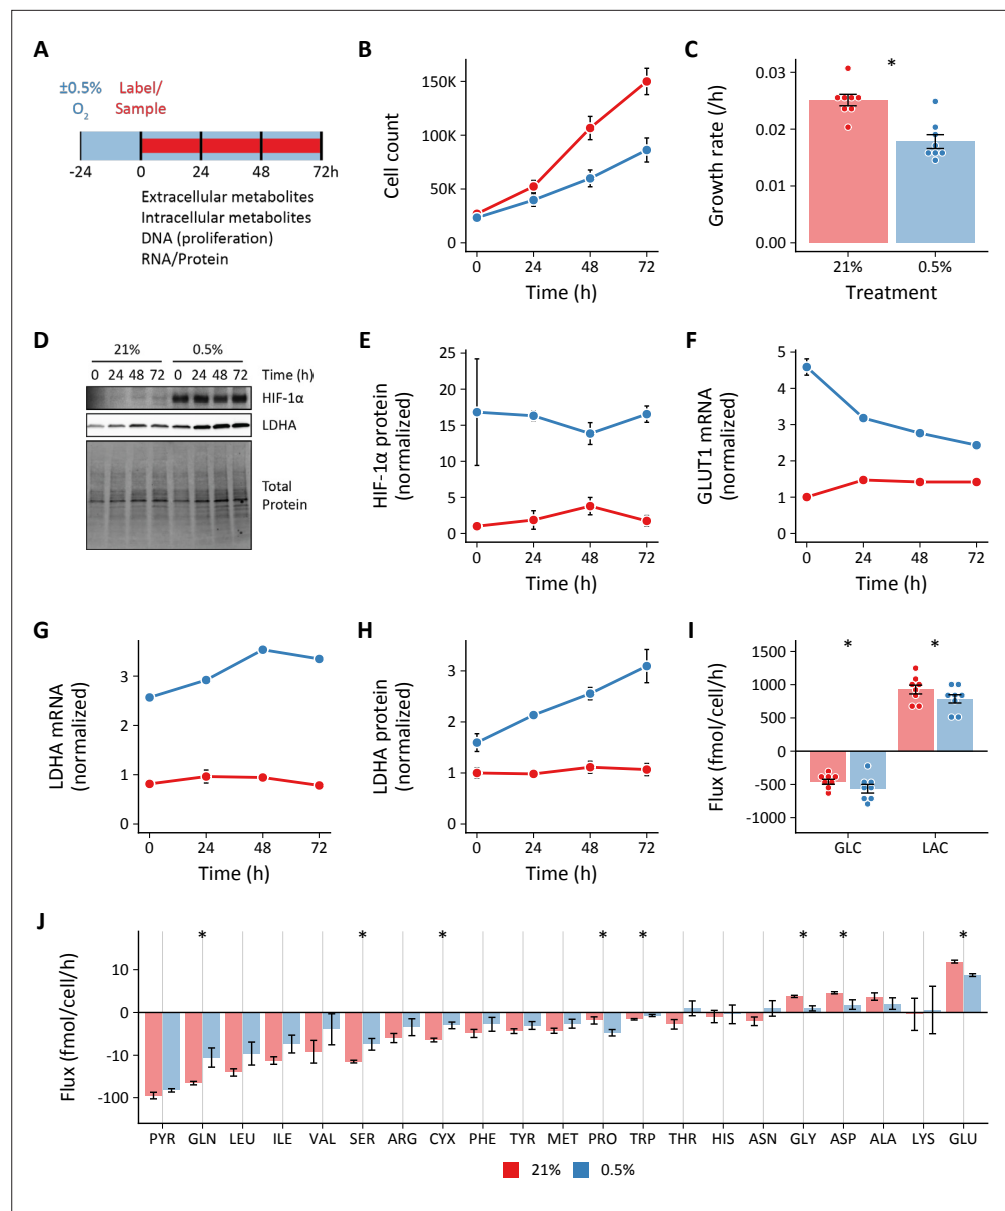 A
±0.5%
O2
Label/
Sample
-24 0 24 48 72h
Extracellular metabolites
Intracellular metabolites
DNA (proliferation)
RNA/Protein
B
Cell count
150K
100K
50K
0
0 24 48 72
Time (h)
C
*
Growth rate (/h)
0.03
0.02
0.01
0.00
21% 0.5%
Treatment
D
21% 0.5%
0 24 48 72 0 24 48 72 Time (h)
HIF-1α
LDHA
Total
Protein
E
HIF-1α protein
(normalized)
25
20
15
10
5
0
0 24 48 72
Time (h)
F
GLUT1 mRNA
(normalized)
5
4
3
2
1
0 24 48 72
Time (h)
G
LDHA mRNA
(normalized)
3
2
1
0
0 24 48 72
Time (h)
H
LDHA protein
(normalized)
3
2
1
0
0 24 48 72
Time (h)
I
* *
Flux (fmol/cell/h)
1500
1000
500
0
-500
-1000
GLC LAC
J
* * * * * * * *
Flux (fmol/cell/h)
10
0
-10
-100
PYR GLN LEU ILE VAL SER ARG CYX PHE TYR MET PRO TRP THR HIS ASN GLY ASP ALA LYS GLU
21% 0.5%